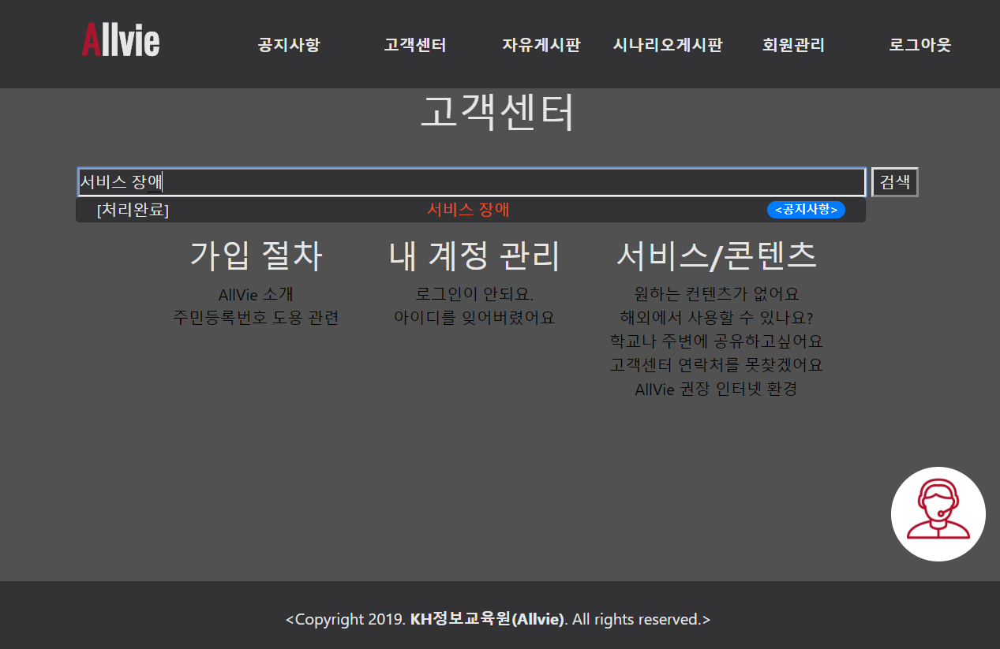 Allvie
공지사항 고객센터 자유게시판 시나리오게시판 회원관리 로그아웃
고객센터
서비스 장애 검색
[처리완료] 서비스 장애 <공지사항>
가입 절차 내 계정 관리 서비스/콘텐츠
AllVie 소개 로그인이 안되요. 원하는 컨텐츠가 없어요
주민등록번호 도용 관련 아이디를 잊어버렸어요 해외에서 사용할 수 있나요?
학교나 주변에 공유하고싶어요
고객센터 연락처를 못찾겠어요
AllVie 권장 인터넷 환경
<Copyright 2019. KH정보교육원(Allvie). All rights reserved.>